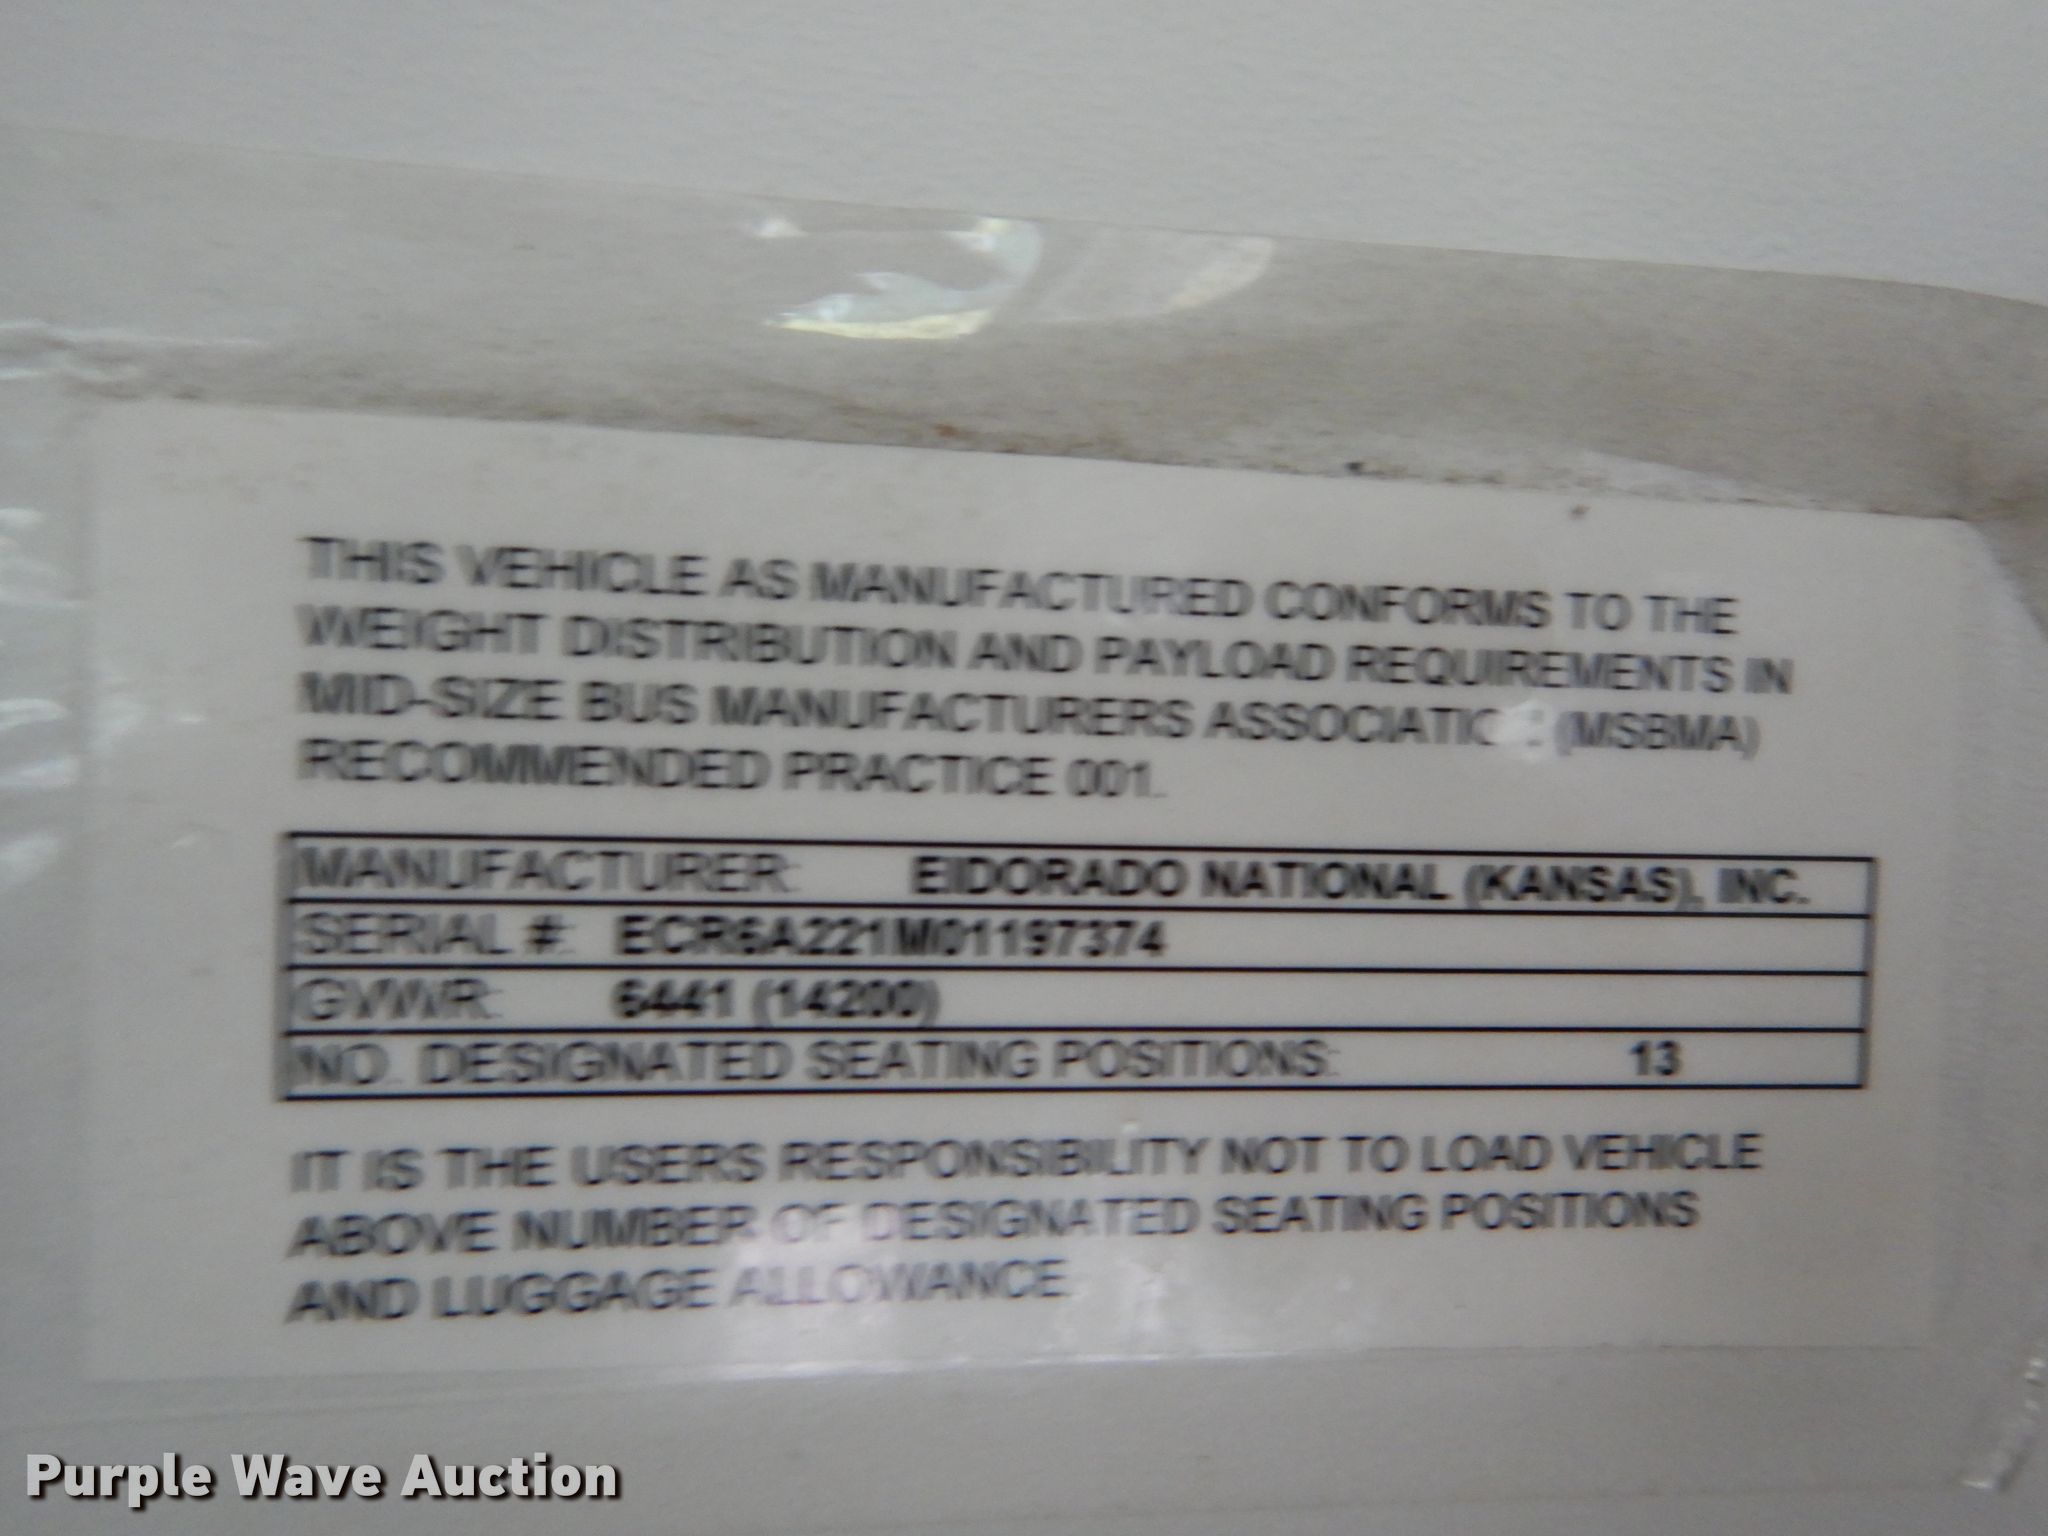 THIS VEHICLE AS MANUFACTURED CONFORMS TO THE
WEIGHT DISTRIBUTION AND PAYLOAD REQUIREMENTS IN
MID-SIZE BUS MANUFACTURERS ASSOCIATION (MSBMA)
RECOMMENDED PRACTICE 001.
MANUFACTURER: ElDORADO NATIONAL (KANSAS), INC.
SERIAL #: ECR6A221M01197374
GVWR: 6441 (14200)
NO. DESIGNATED SEATING POSITIONS: 13
IT IS THE USERS RESPONSIBILITY NOT TO LOAD VEHICLE
ABOVE NUMBER OF DESIGNATED SEATING POSITIONS
AND LUGGAGE ALLOWANCE.
Purple Wave Auction